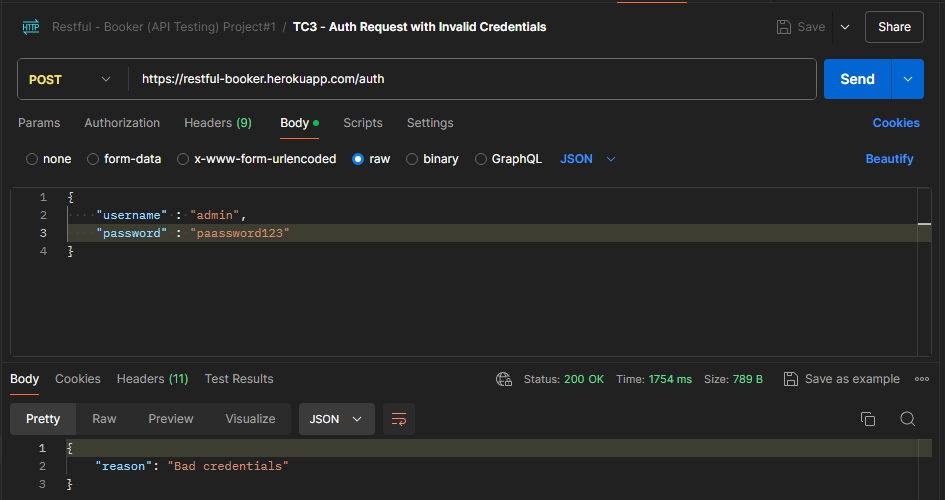 HTTP Restful - Booker (API Testing) Project#1 / TC3 - Auth Request with Invalid Credentials Save Share
POST https://restful-booker.herokuapp.com/auth Send
Params Authorization Headers (9) Body Scripts Settings Cookies
none form-data x-www-form-urlencoded raw binary GraphQL JSON Beautify
1 {
2 "username" : "admin",
3 "password" : "paassword123"
4 }
Body Cookies Headers (11) Test Results Status: 200 OK Time: 1754 ms Size: 789 B Save as example
Pretty Raw Preview Visualize JSON
1 {
2 "reason": "Bad credentials"
3 }